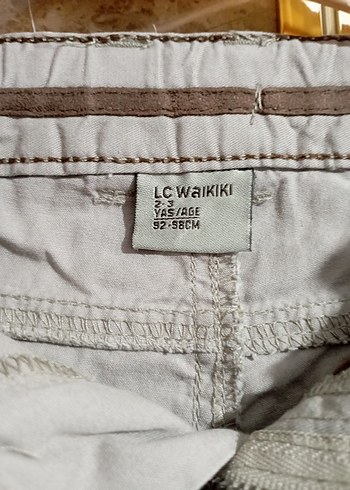 LC WaIKIKI
2-3
YAŞ/AGE
92-98CM